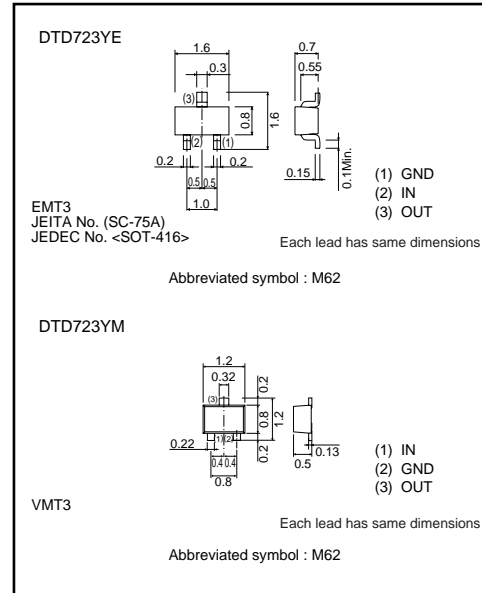 DTD723YE
1.6
0.3
(3)
0.8
1.6
(2)
(1)
0.2
0.2
0.5 0.5
1.0
0.7
0.55
0.15
0.1Min.
(1) GND
(2) IN
(3) OUT
EMT3
JEITA No. (SC-75A)
JEDEC No. <SOT-416>
Each lead has same dimensions
Abbreviated symbol : M62
DTD723YM
1.2
0.32
(3)
0.2
0.8
1.2
0.2
(1)(2)
0.22
0.4 0.4
0.8
0.13
0.5
(1) IN
(2) GND
(3) OUT
VMT3
Each lead has same dimensions
Abbreviated symbol : M62